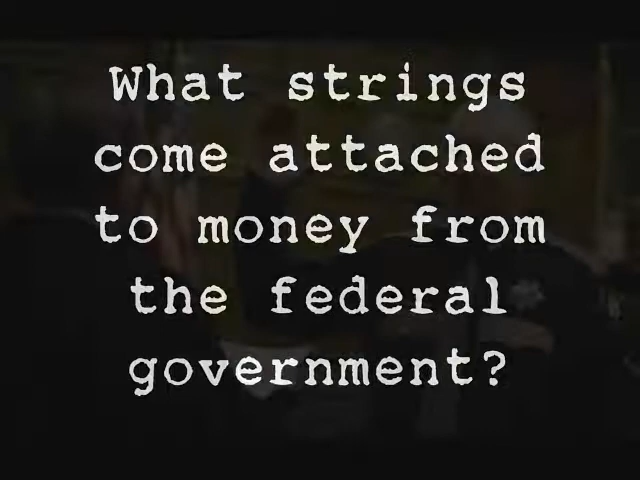 What strings
come attached
to money from
the federal
government?